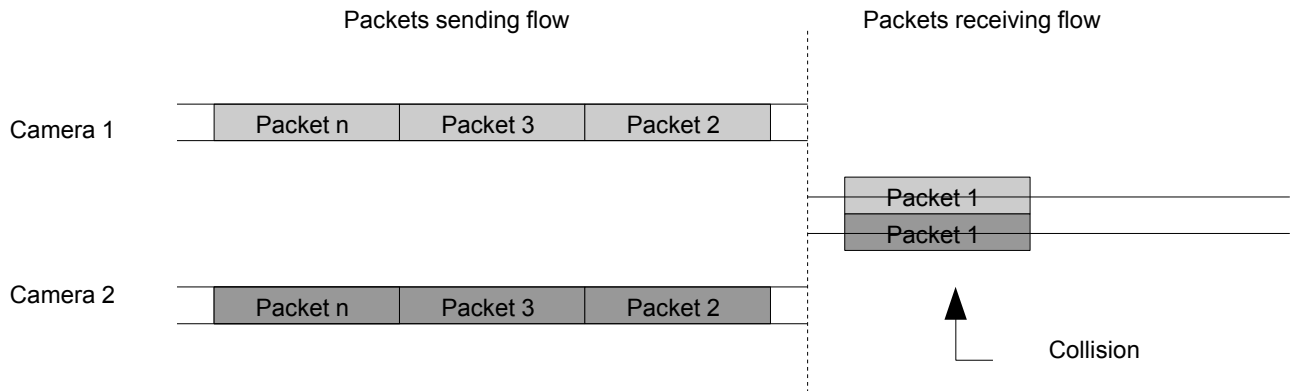 Packets sending flow
Packets receiving flow
Camera 1
Packet n
Packet 3
Packet 2
Packet 1
Packet 1
Camera 2
Packet n
Packet 3
Packet 2
Collision